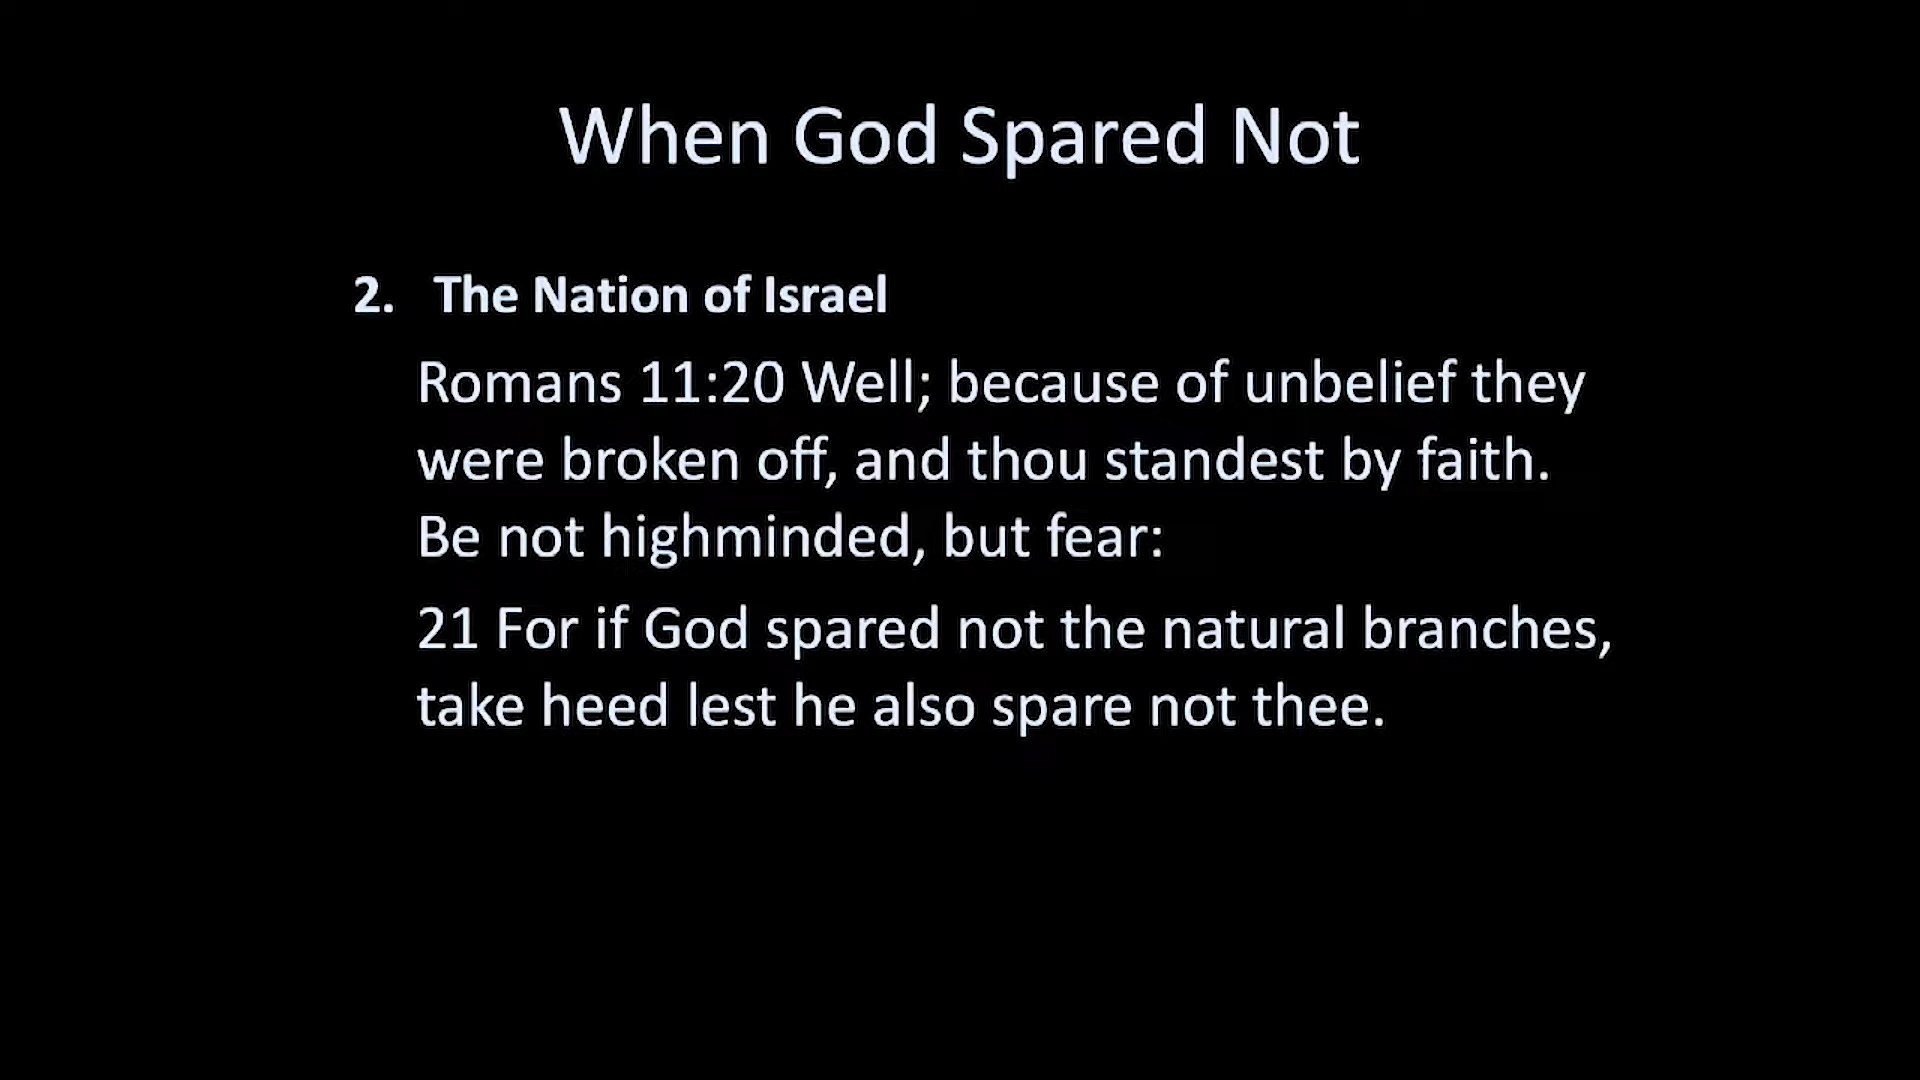 When God Spared Not
2. The Nation of Israel
Romans 11:20 Well; because of unbelief they
were broken off, and thou standest by faith.
Be not highminded, but fear:
21 For if God spared not the natural branches,
take heed lest he also spare not thee.